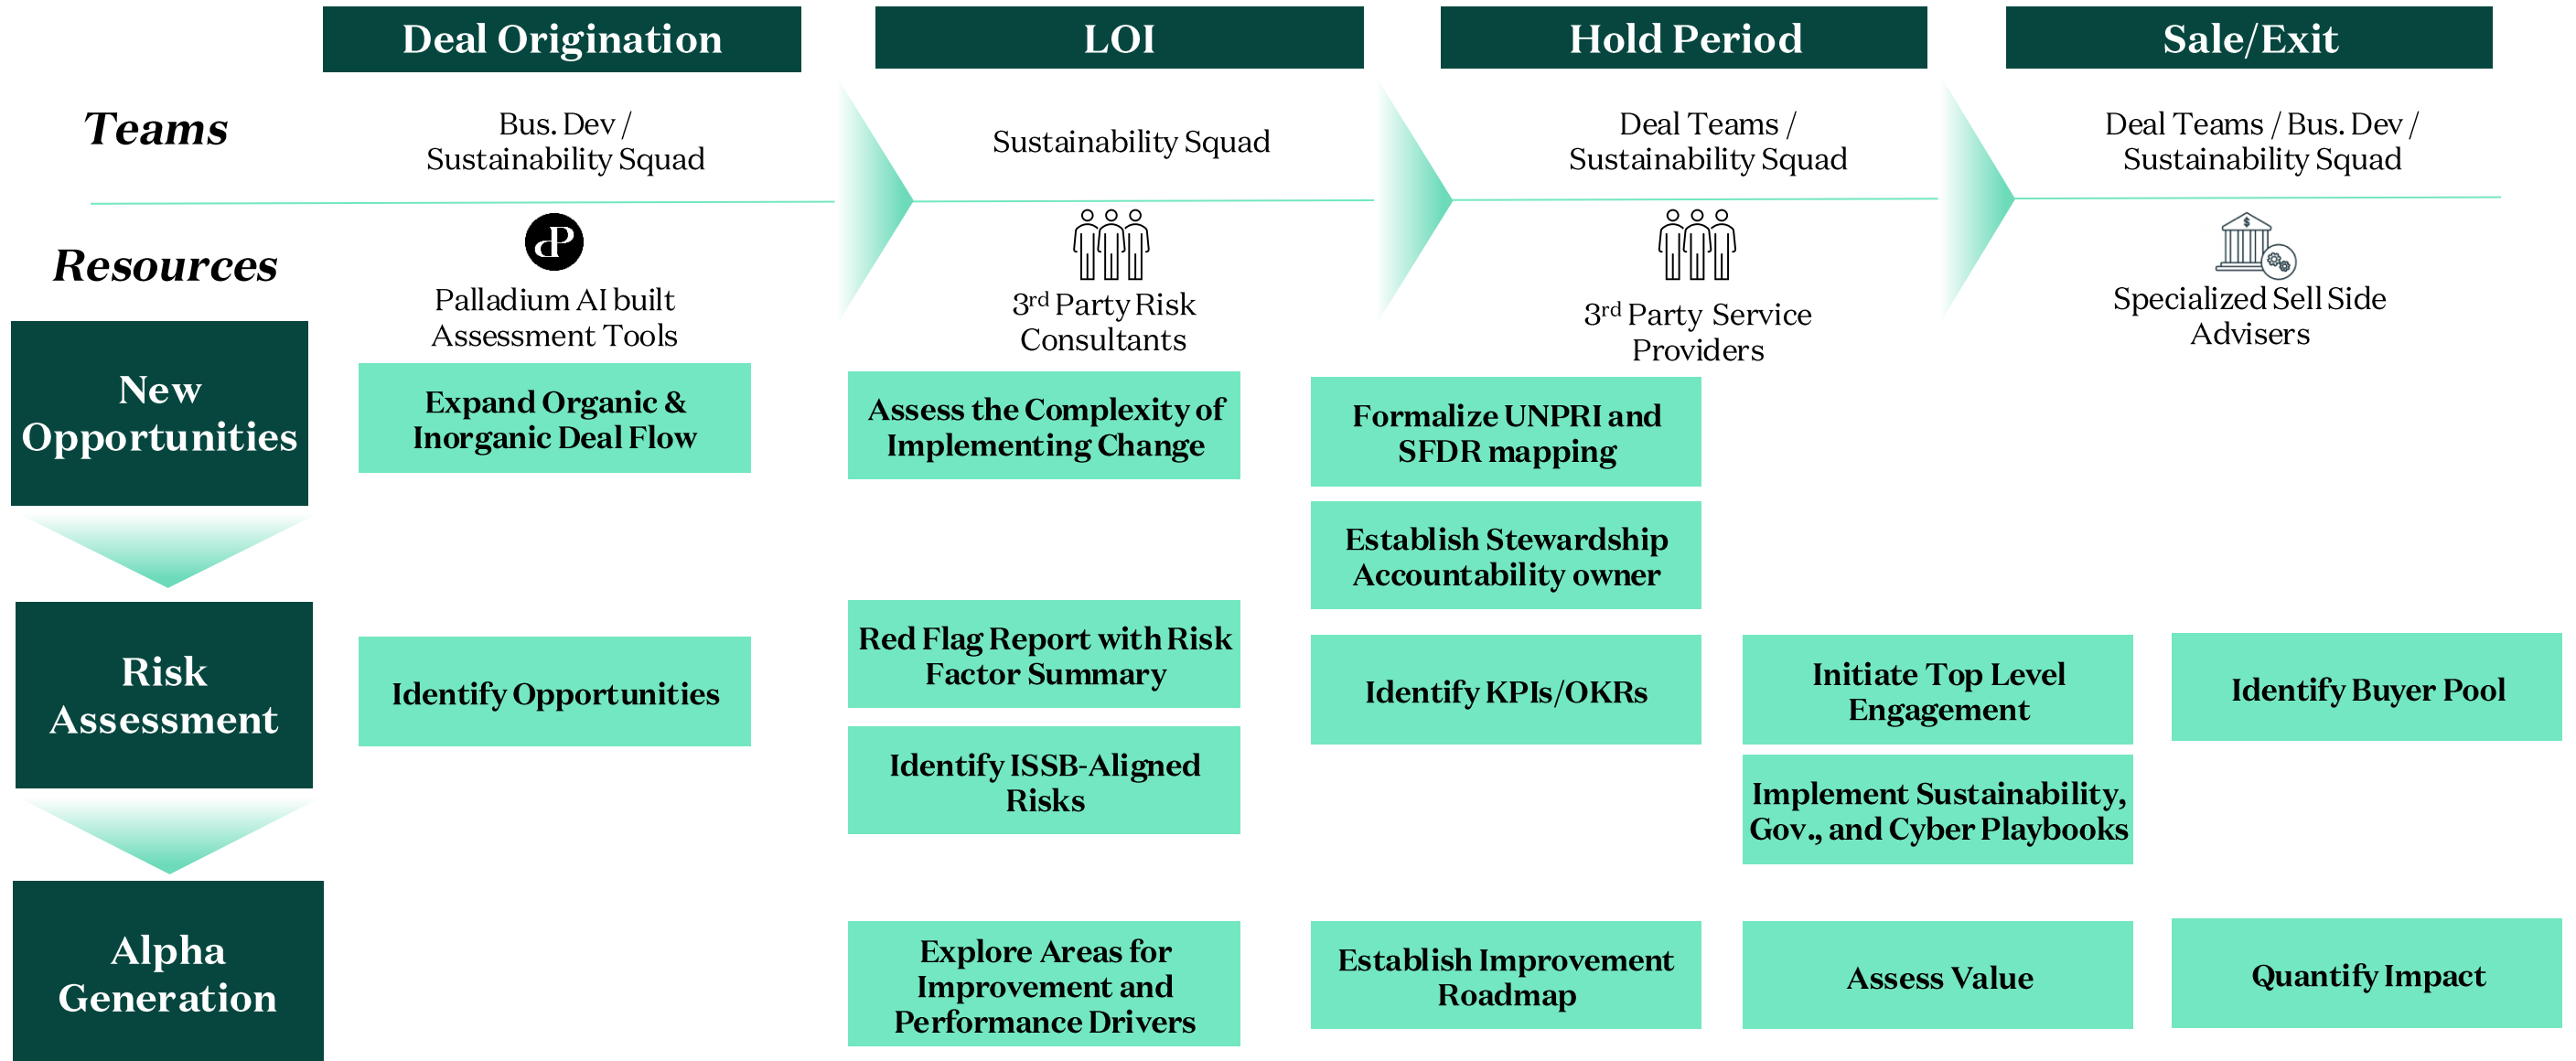 Deal Origination
LOI
Hold Period
Sale/Exit
Teams
Bus. Dev /
Sustainability Squad
Sustainability Squad
Deal Teams /
Sustainability Squad
Deal Teams / Bus. Dev /
Sustainability Squad
Resources
dP
Palladium AI built
Assessment Tools
3rd Party Risk
Consultants
3rd Party Service
Providers
$
Specialized Sell Side
Advisers
New
Opportunities
Expand Organic &
Inorganic Deal Flow
Assess the Complexity of
Implementing Change
Formalize UNPRI and
SFDR mapping
Establish Stewardship
Accountability owner
Risk
Assessment
Identify Opportunities
Red Flag Report with Risk
Factor Summary
Identify ISSB-Aligned
Risks
Identify KPIs/OKRs
Initiate Top Level
Engagement
Implement Sustainability,
Gov., and Cyber Playbooks
Identify Buyer Pool
Alpha
Generation
Explore Areas for
Improvement and
Performance Drivers
Establish Improvement
Roadmap
Assess Value
Quantify Impact